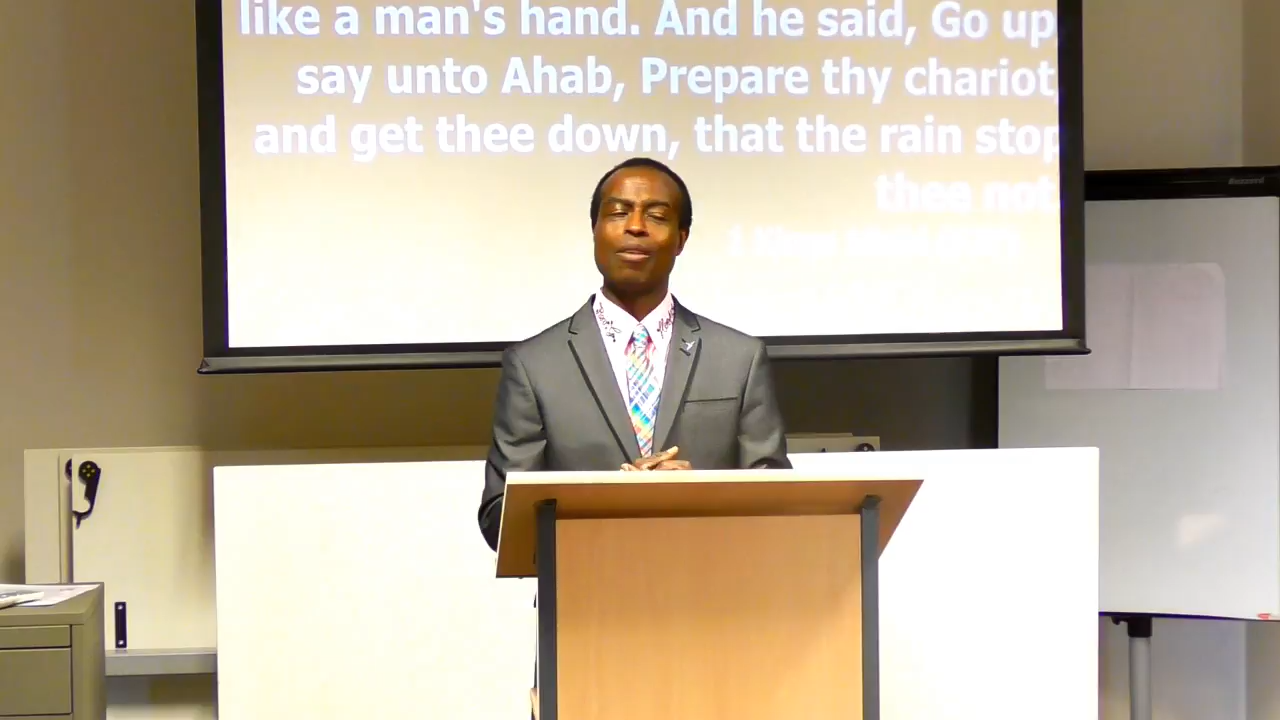 like a man's hand. And he said, Go up
say unto Ahab, Prepare thy chariot,
and get thee down, that the rain stop
thee not